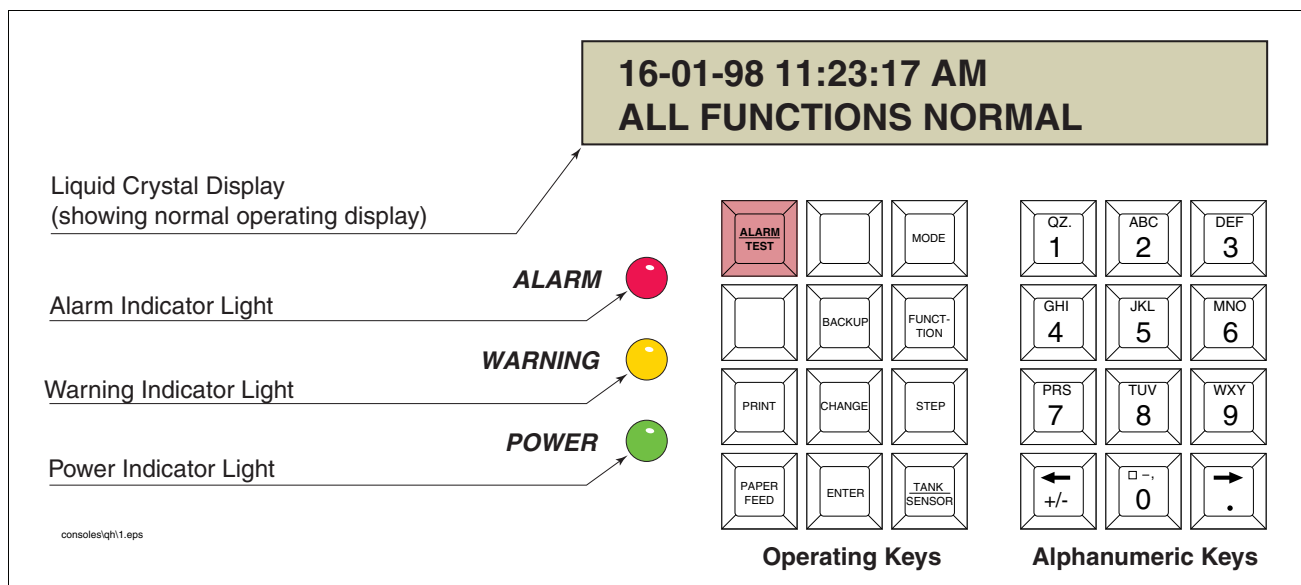 16-01-98 11:23:17 AM
ALL FUNCTIONS NORMAL
Liquid Crystal Display
(showing normal operating display)
ALARM
Alarm Indicator Light
WARNING
Warning Indicator Light
POWER
Power Indicator Light
ALARM
TEST
MODE
BACKUP
FUNCT-
TION
PRINT
CHANGE
STEP
PAPER
FEED
ENTER
TANK
SENSOR
Operating Keys
QZ.
1
ABC
2
DEF
3
GHI
4
JKL
5
MNO
6
PRS
7
TUV
8
WXY
9
+/-
□ –,
0
.
Alphanumeric Keys
consoles\qh\1.eps